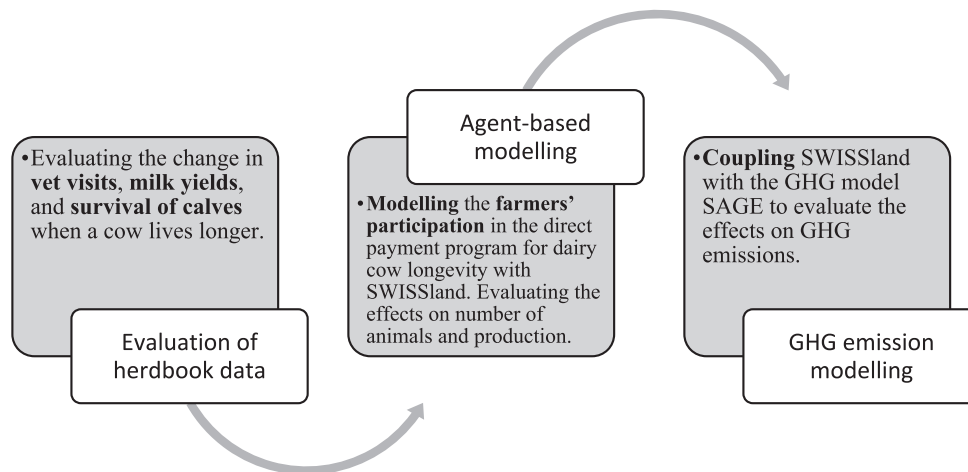 •Evaluating the change in
vet visits, milk yields,
and survival of calves
when a cow lives longer.
Evaluation of
herdbook data
Agent-based
modelling
•Modelling the farmers’
participation in the direct
payment program for dairy
cow longevity with
SWISSland. Evaluating the
effects on number of
animals and production.
•Coupling SWISSland
with the GHG model
SAGE to evaluate the
effects on GHG
emissions.
GHG emission
modelling